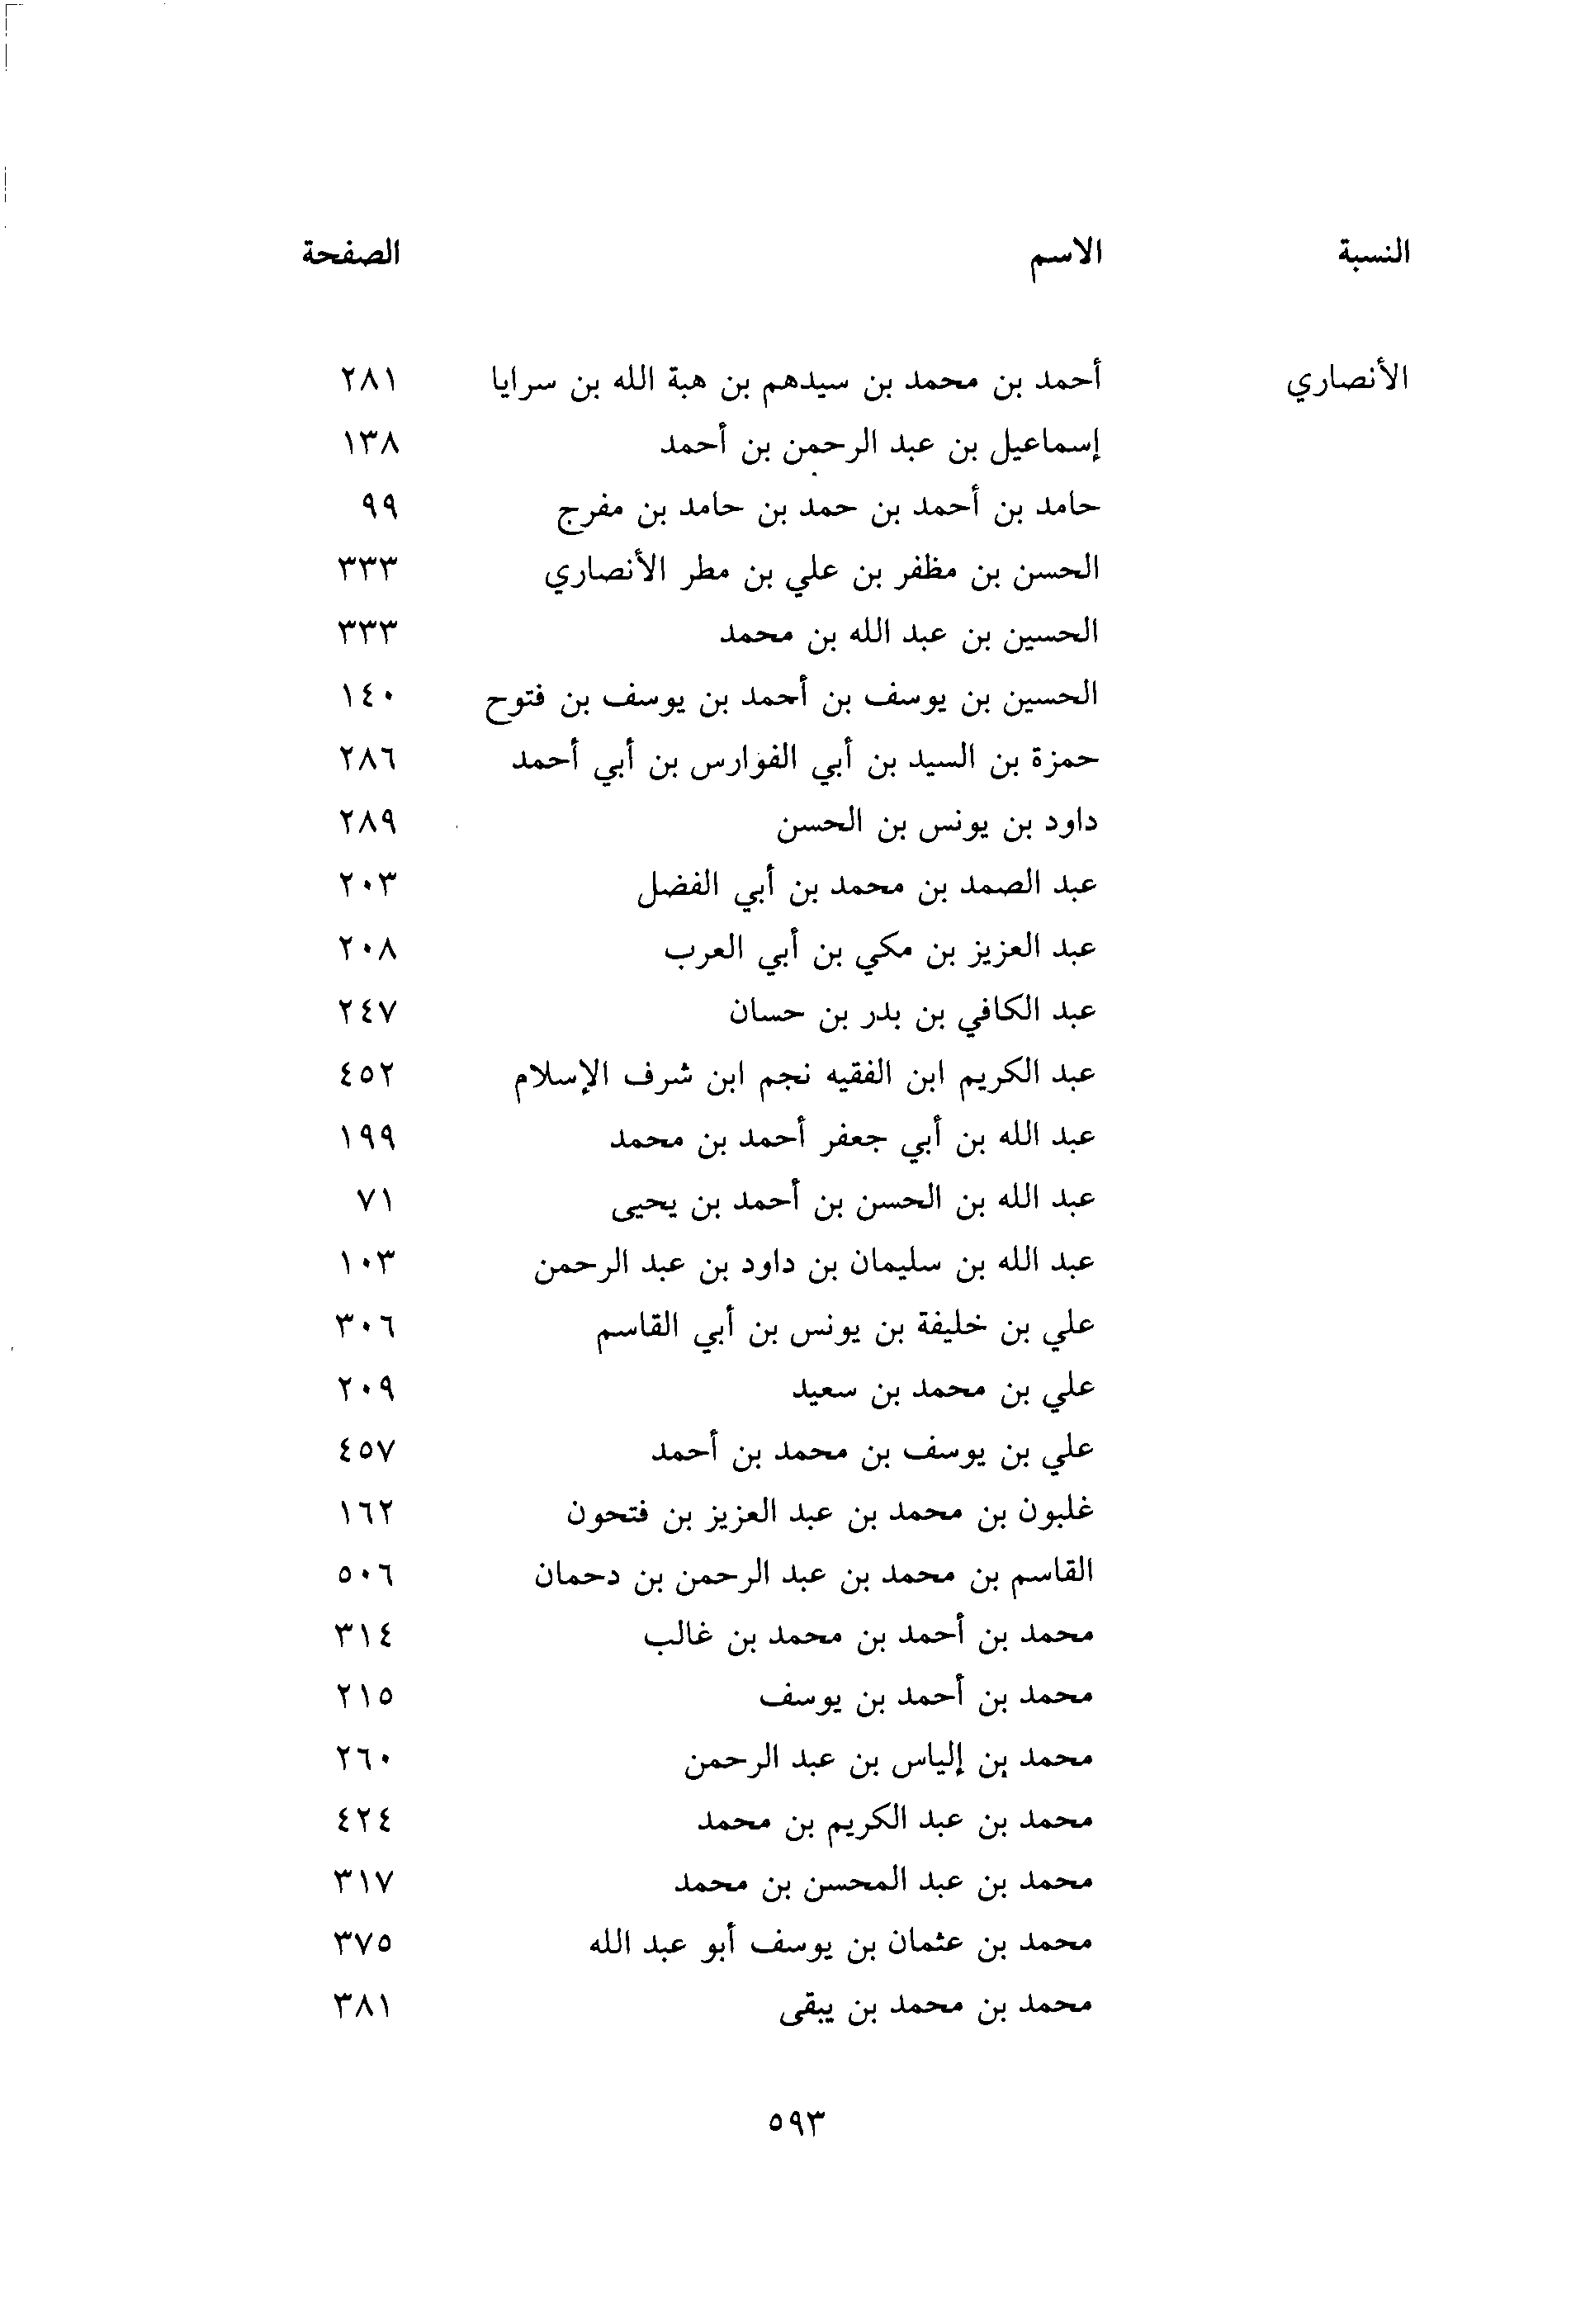 النسبة الاسم الصفحة
الأنصاري أحمد بن محمد بن سيدهم بن هبة الله بن سرايا ٢٨١
إسماعيل بن عبد الرحمن بن أحمد ١٣٨
حامد بن أحمد بن حمد بن حامد بن مفرج ٩٩
الحسن بن مظفر بن علي بن مطر الأنصاري ٣٣٣
الحسين بن عبد الله بن محمد ٣٣٣
الحسين بن يوسف بن أحمد بن يوسف بن فتوح ١٤٠
حمزة بن السيد بن أبي الفوارس بن أبي أحمد ٢٨٦
داود بن يونس بن الحسن ٢٨٩
عبد الصمد بن محمد بن أبي الفضل ٢٠٣
عبد العزيز بن مكي بن أبي العرب ٢٠٨
عبد الكافي بن بدر بن حسان ٢٤٧
عبد الكريم ابن الفقيه نجم ابن شرف الإسلام ٤٥٢
عبد الله بن أبي جعفر أحمد بن محمد ١٩٩
عبد الله بن الحسن بن أحمد بن يحيى ٧١
عبد الله بن سليمان بن داود بن عبد الرحمن ١٠٣
علي بن خليفة بن يونس بن أبي القاسم ٣٠٦
علي بن محمد بن سعيد ٢٠٩
علي بن يوسف بن محمد بن أحمد ٤٥٧
غلبون بن محمد بن عبد العزيز بن فتحون ١٦٢
القاسم بن محمد بن عبد الرحمن بن دحمان ٥٠٦
محمد بن أحمد بن محمد بن غالب ٣١٤
محمد بن أحمد بن يوسف ٢١٥
محمد بن إلياس بن عبد الرحمن ٢٦٠
محمد بن عبد الكريم بن محمد ٤٢٤
محمد بن عبد المحسن بن محمد ٣١٧
محمد بن عثمان بن يوسف أبو عبد الله ٣٧٥
محمد بن محمد بن يبقى ٣٨١
٥٩٣